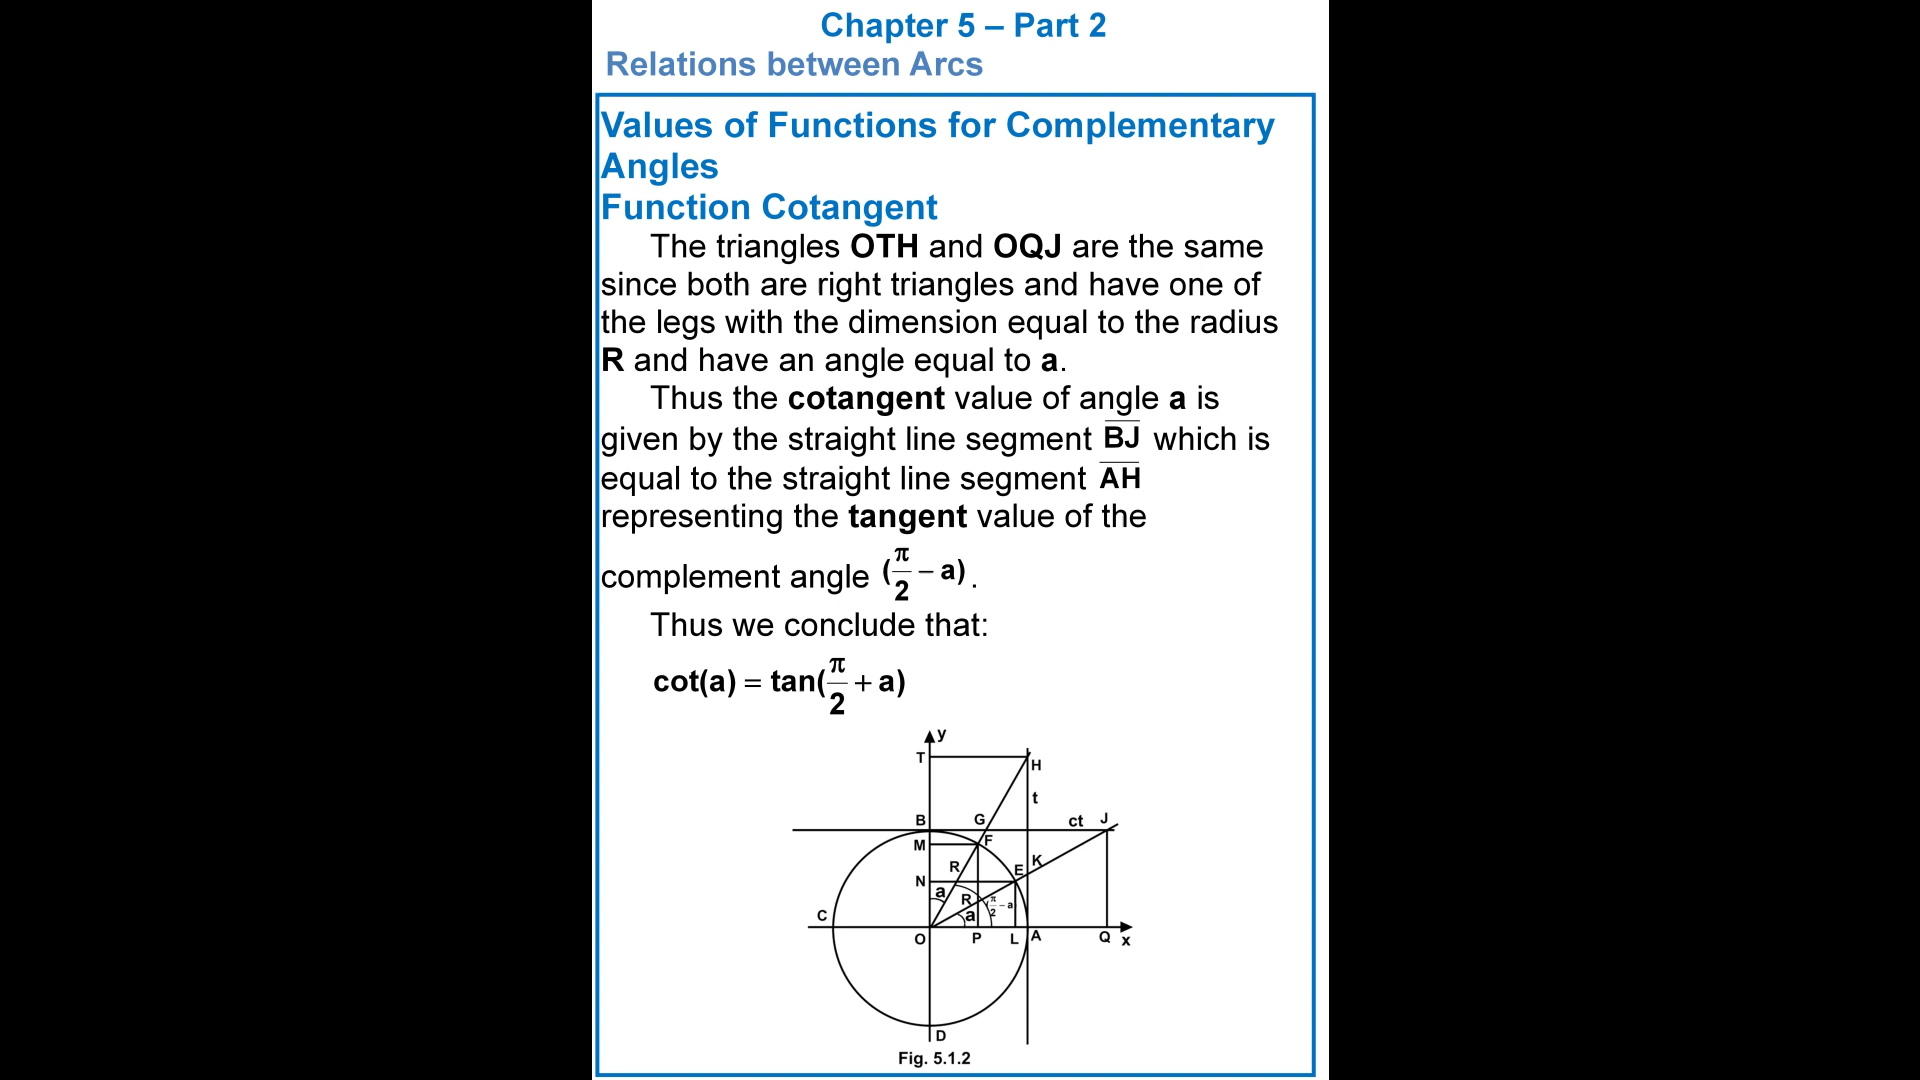 Chapter 5 – Part 2
Relations between Arcs
Values of Functions for Complementary
Angles
Function Cotangent
The triangles OTH and OQJ are the same
since both are right triangles and have one of
the legs with the dimension equal to the radius
R and have an angle equal to a.
Thus the cotangent value of angle a is
given by the straight line segment B̅J̅ which is
equal to the straight line segment A̅H̅
representing the tangent value of the
complement angle (π/2 − a).
Thus we conclude that:
cot(a) = tan(π/2 + a)
y
T
H
t
B G ct J
M F
R K
N E
a
R π/2 − a
C a
O P L A Q x
D
Fig. 5.1.2